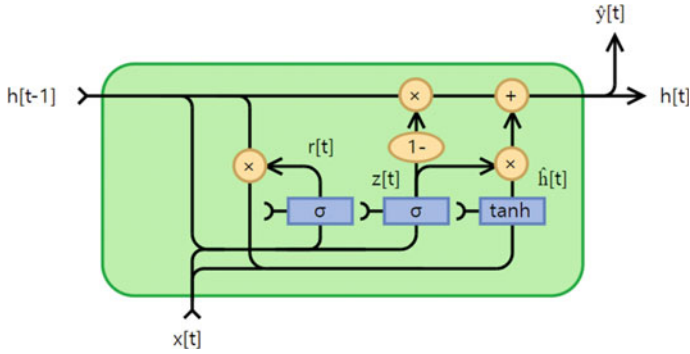 ŷ[t]
h[t-1]
×
+
h[t]
1-
r[t]
×
z[t]
×
ĥ[t]
σ
σ
tanh
x[t]